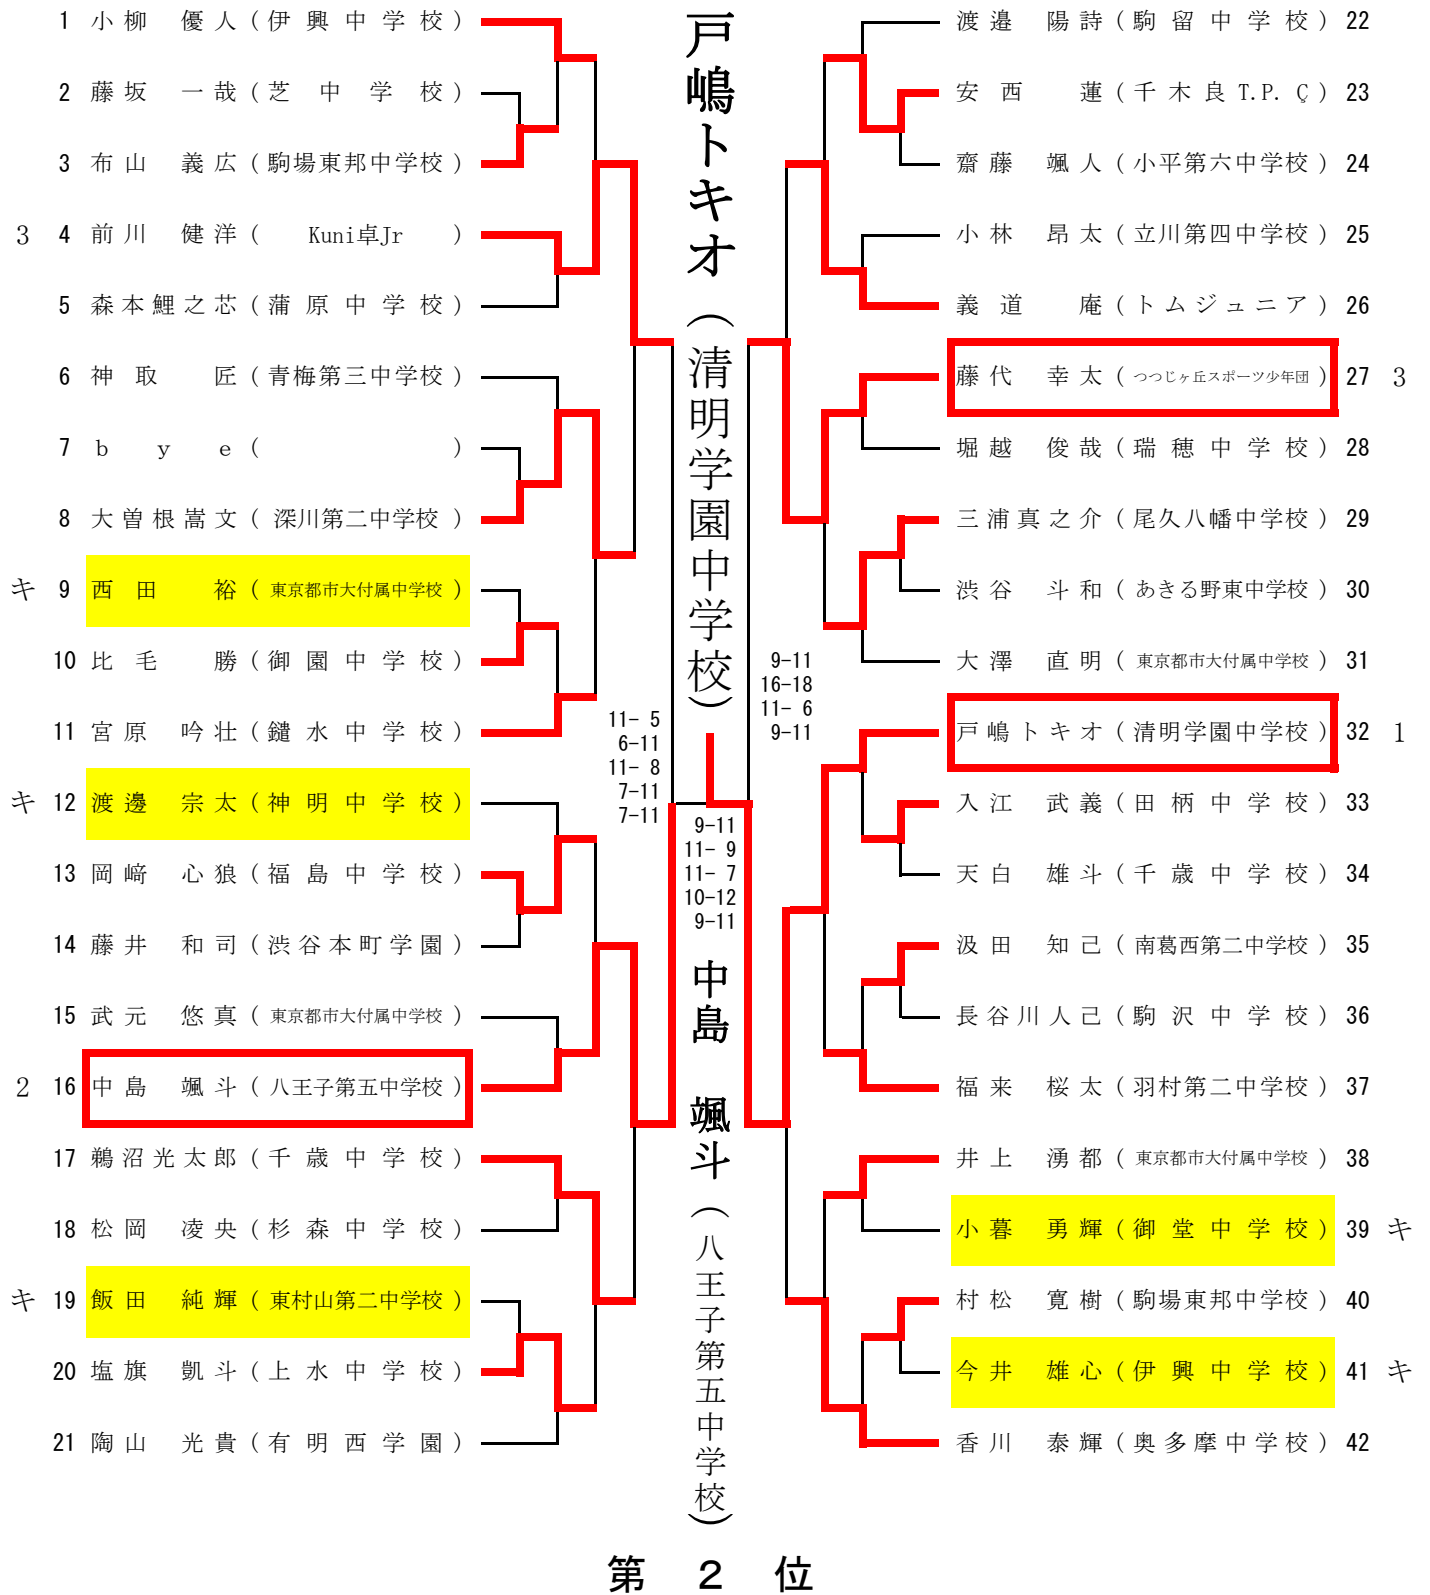 1 小柳 優人 (伊興中学校)
2 藤坂 一哉 (芝中学校)
3 布山 義広 (駒場東邦中学校)
3 4 前川 健洋 ( Kuni卓Jr )
5 森本鯉之芯 (蒲原中学校)
6 神取 匠 (青梅第三中学校)
7 bye ( )
8 大曽根嵩文 (深川第二中学校)
キ 9 西田 裕 (東京都市大付属中学校)
10 比毛 勝 (御園中学校)
11 宮原 吟壮 (鑓水中学校)
キ 12 渡邊 宗太 (神明中学校)
13 岡﨑 心狼 (福島中学校)
14 藤井 和司 (渋谷本町学園)
15 武元 悠真 (東京都市大付属中学校)
2 16 中島 颯斗 (八王子第五中学校)
17 鵜沼光太郎 (千歳中学校)
18 松岡 凌央 (杉森中学校)
キ 19 飯田 純輝 (東村山第二中学校)
20 塩旗 凱斗 (上水中学校)
21 陶山 光貴 (有明西学園)
戸嶋トキオ (清明学園中学校)
11- 5
6-11
11- 8
7-11
7-11
9-11
16-18
11- 6
9-11
9-11
11- 9
11- 7
10-12
9-11
中島 颯斗 (八王子第五中学校)
第 2 位
渡邉 陽詩 (駒留中学校) 22
安西 蓮 (千木良T.P. Ç) 23
齋藤 颯人 (小平第六中学校) 24
小林 昂太 (立川第四中学校) 25
義道 庵 (トムジュニア) 26
藤代 幸太 (つつじヶ丘スポーツ少年団) 27 3
堀越 俊哉 (瑞穂中学校) 28
三浦真之介 (尾久八幡中学校) 29
渋谷 斗和 (あきる野東中学校) 30
大澤 直明 (東京都市大付属中学校) 31
戸嶋トキオ (清明学園中学校) 32 1
入江 武義 (田柄中学校) 33
天白 雄斗 (千歳中学校) 34
汲田 知己 (南葛西第二中学校) 35
長谷川人己 (駒沢中学校) 36
福来 桜太 (羽村第二中学校) 37
井上 湧都 (東京都市大付属中学校) 38
小暮 勇輝 (御堂中学校) 39 キ
村松 寛樹 (駒場東邦中学校) 40
今井 雄心 (伊興中学校) 41 キ
香川 泰輝 (奥多摩中学校) 42